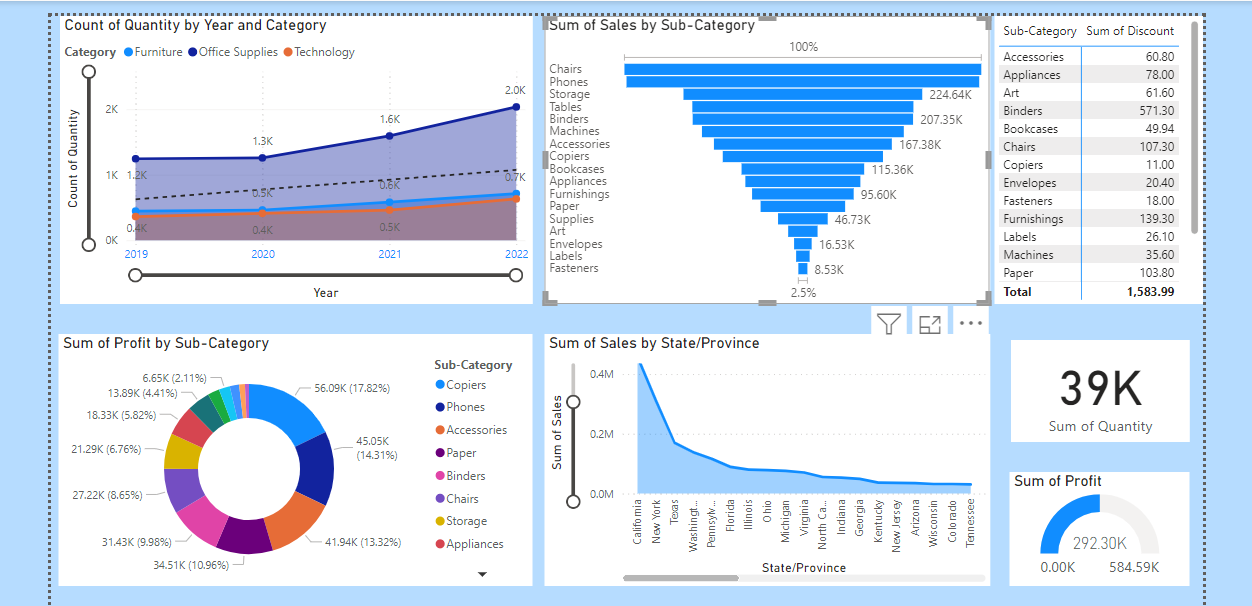 Count of Quantity by Year and Category
Category Furniture Office Supplies Technology
Count of Quantity
2K
1K
0K
2.0K
1.6K
1.3K
1.2K
0.7K
0.6K
0.5K
0.4K
0.4K
0.5K
2019 2020 2021 2022
Year
Sum of Sales by Sub-Category
100%
Chairs
Phones
Storage 224.64K
Tables
Binders 207.35K
Machines
Accessories 167.38K
Copiers
Bookcases 115.36K
Appliances
Furnishings 95.60K
Paper
Supplies 46.73K
Art
Envelopes 16.53K
Labels
Fasteners 8.53K
2.5%
Sub-Category Sum of Discount
Accessories 60.80
Appliances 78.00
Art 61.60
Binders 571.30
Bookcases 49.94
Chairs 107.30
Copiers 11.00
Envelopes 20.40
Fasteners 18.00
Furnishings 139.30
Labels 26.10
Machines 35.60
Paper 103.80
Total 1,583.99
Sum of Profit by Sub-Category
6.65K (2.11%)
13.89K (4.41%)
18.33K (5.82%)
21.29K (6.76%)
27.22K (8.65%)
31.43K (9.98%)
34.51K (10.96%)
41.94K (13.32%)
45.05K
(14.31%)
56.09K (17.82%)
Sub-Category
Copiers
Phones
Accessories
Paper
Binders
Chairs
Storage
Appliances
Sum of Sales by State/Province
Sum of Sales
0.4M
0.2M
0.0M
California
New York
Texas
Washingt...
Pennsylv...
Florida
Illinois
Ohio
Michigan
Virginia
North Ca...
Indiana
Georgia
Kentucky
New Jersey
Arizona
Wisconsin
Colorado
Tennessee
State/Province
39K
Sum of Quantity
Sum of Profit
292.30K
0.00K 584.59K